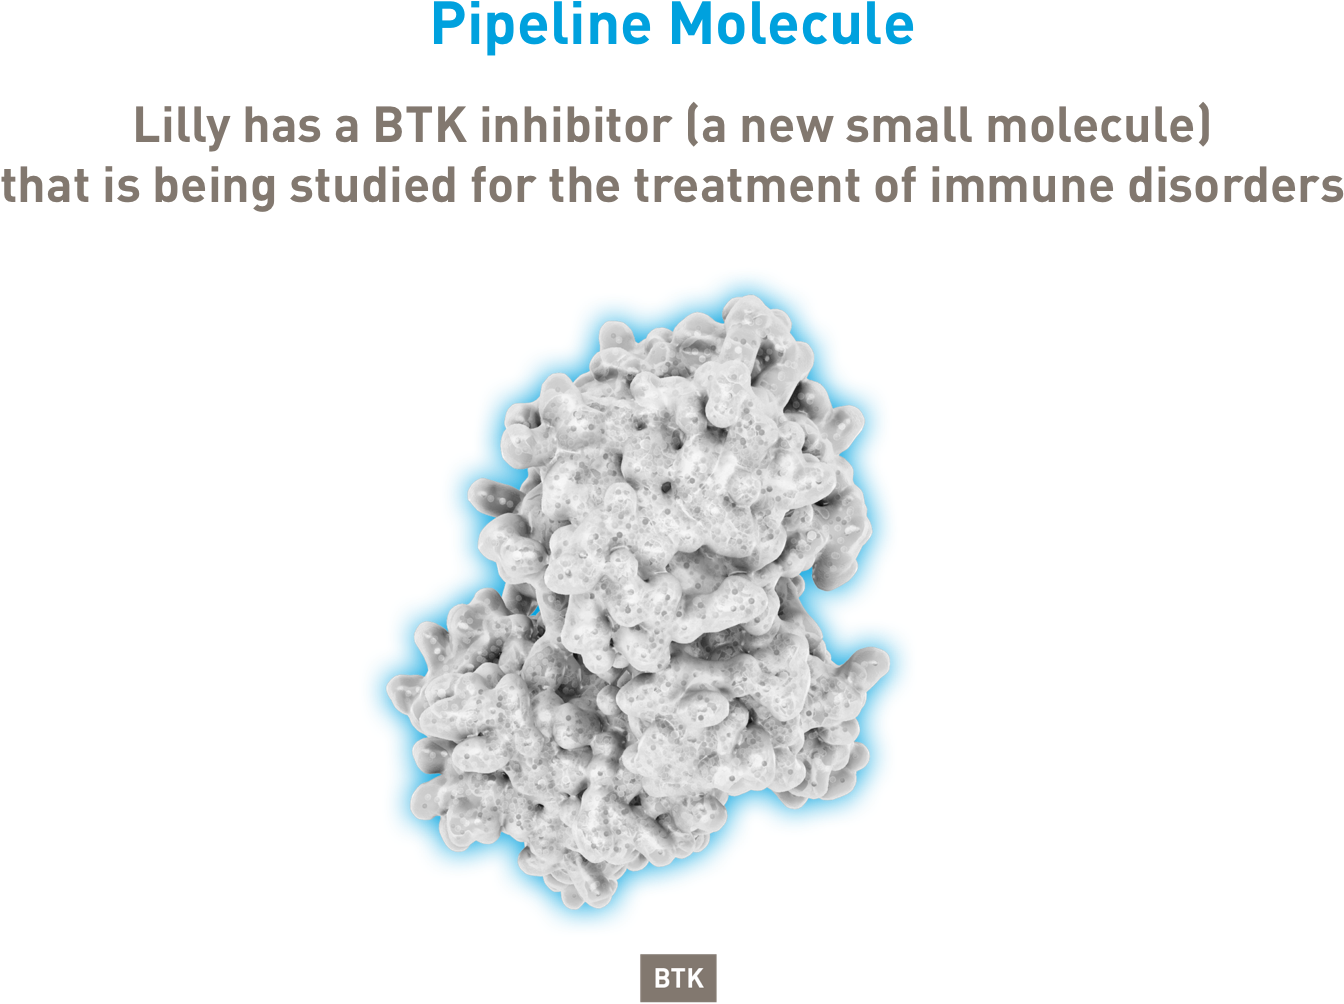 Pipeline Molecule
Lilly has a BTK inhibitor (a new small molecule)
that is being studied for the treatment of immune disorders
BTK